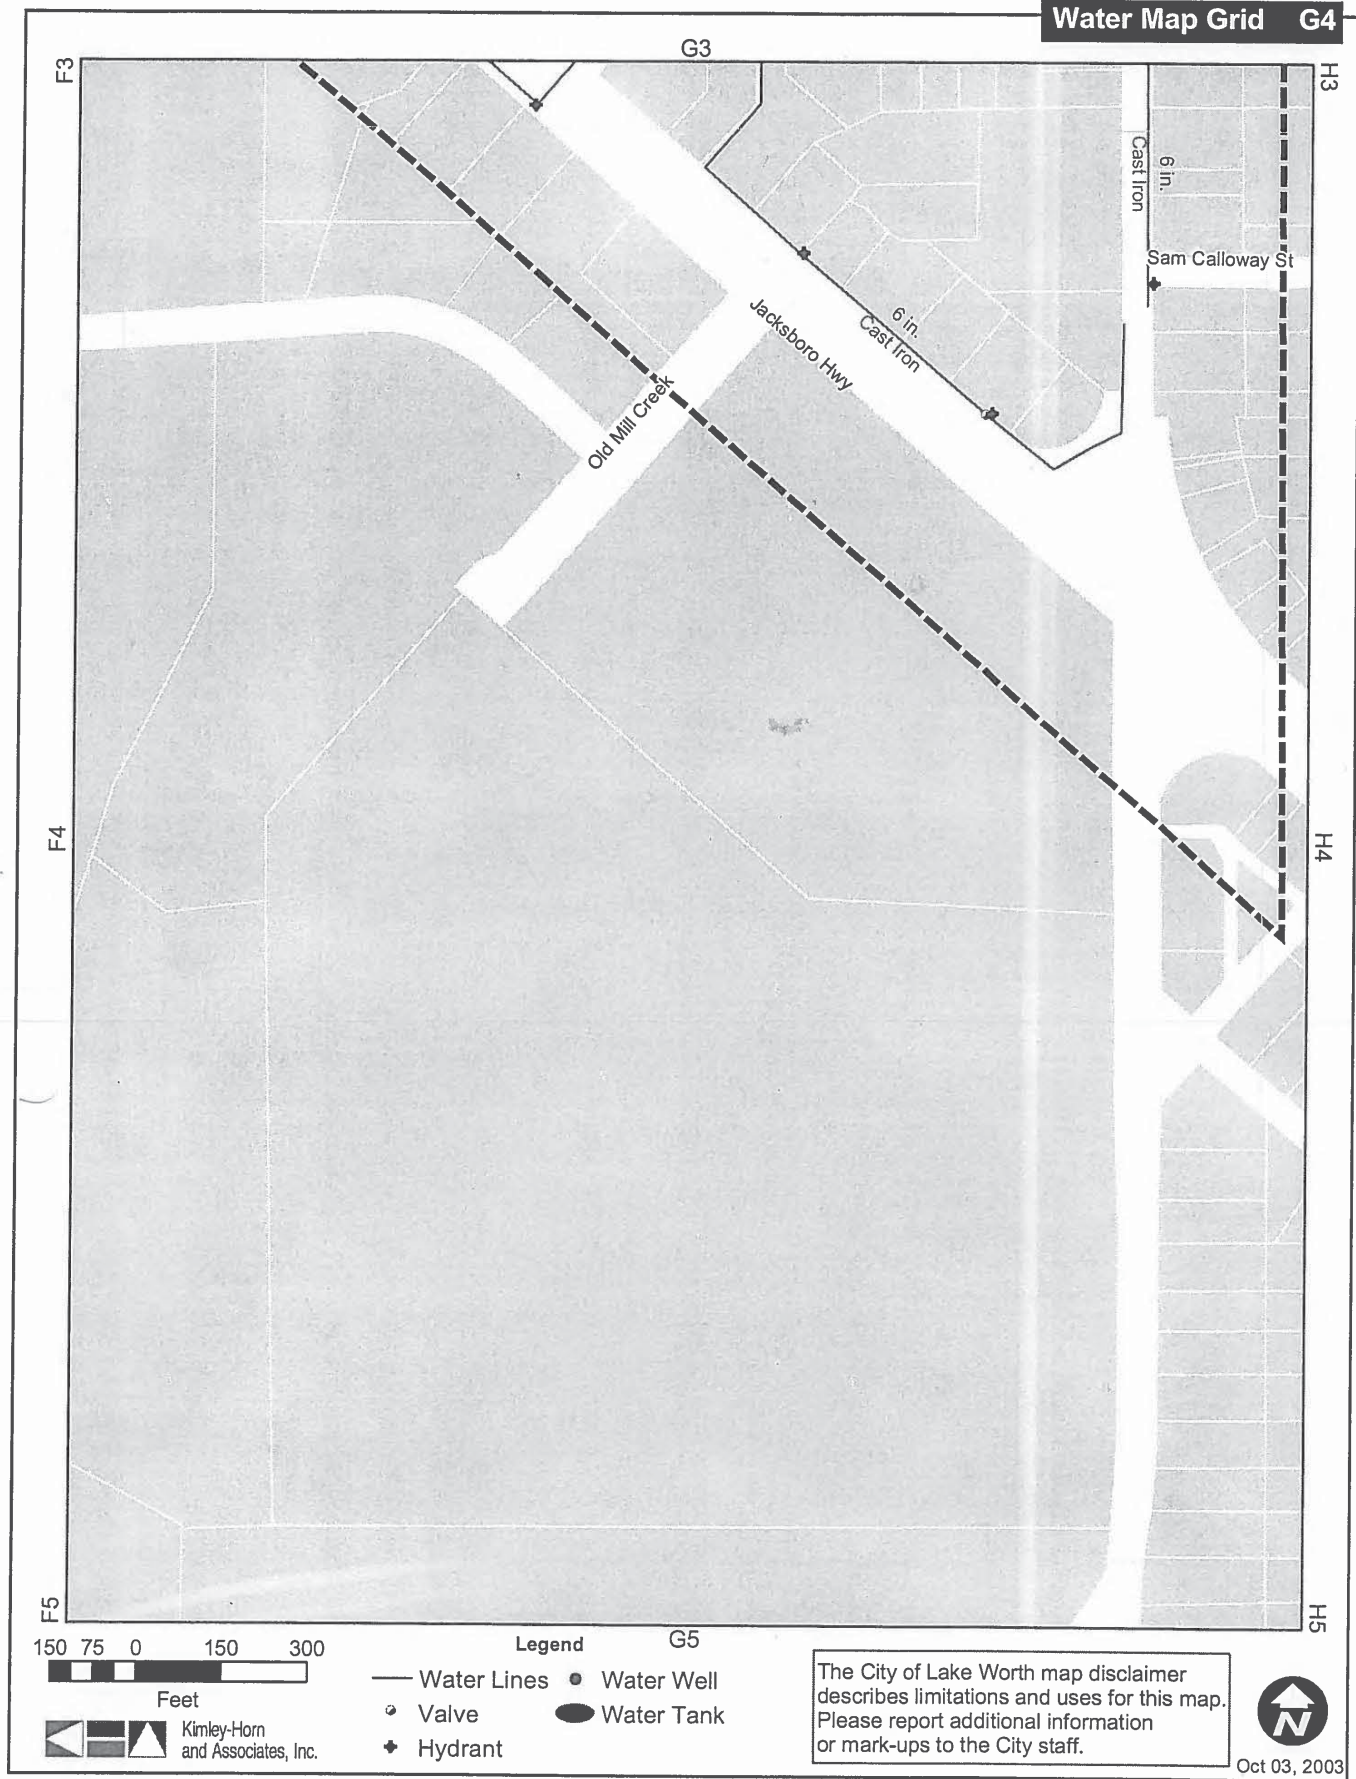 Water Map Grid G4
G3
F3
H3
Cast Iron
6 in.
Sam Calloway St
6 in.
Cast Iron
Jacksboro Hwy
Old Mill Creek
F4
H4
F5
H5
G5
150 75 0 150 300
Feet
Kimley-Horn
and Associates, Inc.
Legend
Water Lines
Valve
Hydrant
Water Well
Water Tank
The City of Lake Worth map disclaimer
describes limitations and uses for this map.
Please report additional information
or mark-ups to the City staff.
N
Oct 03, 2003